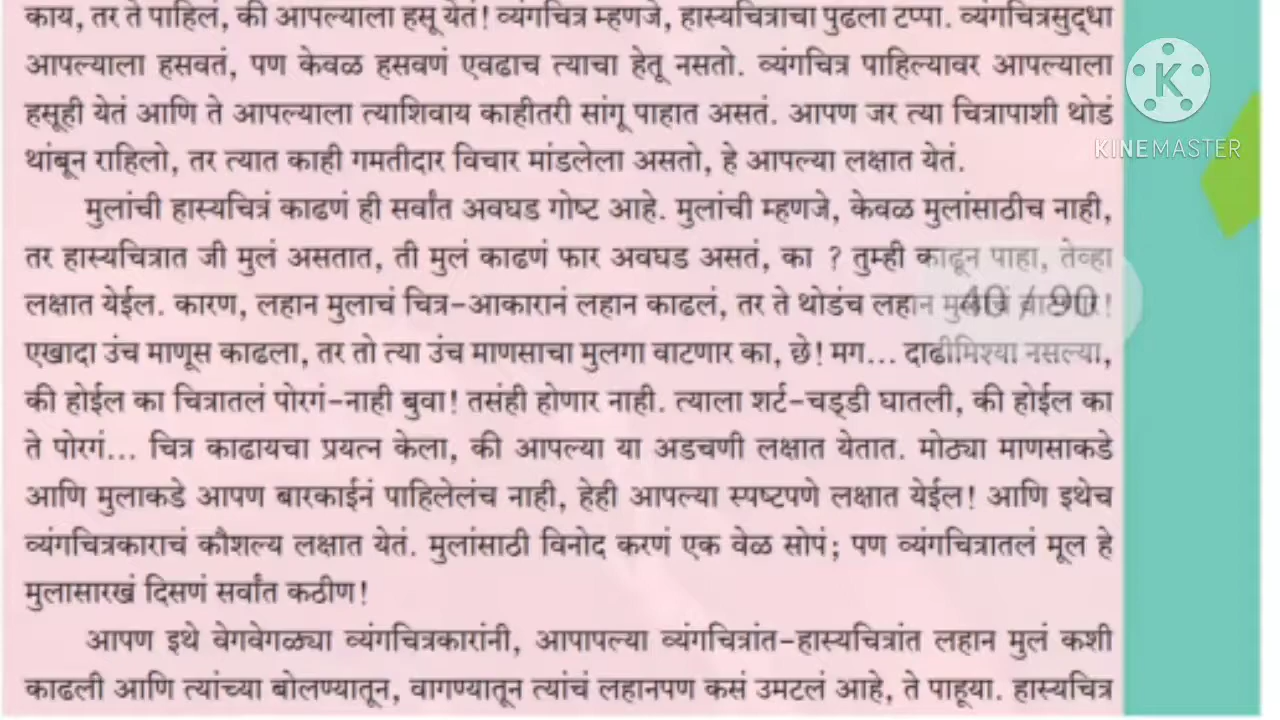 काय, तर ते पाहिलं, की आपल्याला हसू येतं! व्यंगचित्र म्हणजे, हास्यचित्राचा पुढला टप्पा. व्यंगचित्रसुद्धा
आपल्याला हसवतं, पण केवळ हसवणं एवढाच त्याचा हेतू नसतो. व्यंगचित्र पाहिल्यावर आपल्याला
हसूही येतं आणि ते आपल्याला त्याशिवाय काहीतरी सांगू पाहात असतं. आपण जर त्या चित्रापाशी थोडं
थांबून राहिलो, तर त्यात काही गमतीदार विचार मांडलेला असतो, हे आपल्या लक्षात येतं.
KINEMASTER
मुलांची हास्यचित्रं काढणं ही सर्वांत अवघड गोष्ट आहे. मुलांची म्हणजे, केवळ मुलांसाठीच नाही,
तर हास्यचित्रात जी मुलं असतात, ती मुलं काढणं फार अवघड असतं, का ? तुम्ही काढून पाहा, तेव्हा
लक्षात येईल. कारण, लहान मुलाचं चित्र-आकारानं लहान काढलं, तर ते थोडंच लहान
40 / 90
एखादा उंच माणूस काढला, तर तो त्या उंच माणसाचा मुलगा वाटणार का, छे! मग... दाढीमिश्या नसल्या,
की होईल का चित्रातलं पोरगं-नाही बुवा! तसंही होणार नाही. त्याला शर्ट-चड्डी घातली, की होईल का
ते पोरगं... चित्र काढायचा प्रयत्न केला, की आपल्या या अडचणी लक्षात येतात. मोठ्या माणसाकडे
आणि मुलाकडे आपण बारकाईनं पाहिलेलंच नाही, हेही आपल्या स्पष्टपणे लक्षात येईल! आणि इथेच
व्यंगचित्रकाराचं कौशल्य लक्षात येतं. मुलांसाठी विनोद करणं एक वेळ सोपं; पण व्यंगचित्रातलं मूल हे
मुलासारखं दिसणं सर्वांत कठीण!
आपण इथे वेगवेगळ्या व्यंगचित्रकारांनी, आपापल्या व्यंगचित्रांत-हास्यचित्रांत लहान मुलं कशी
काढली आणि त्यांच्या बोलण्यातून, वागण्यातून त्यांचं लहानपण कसं उमटलं आहे, ते पाहूया. हास्यचित्र